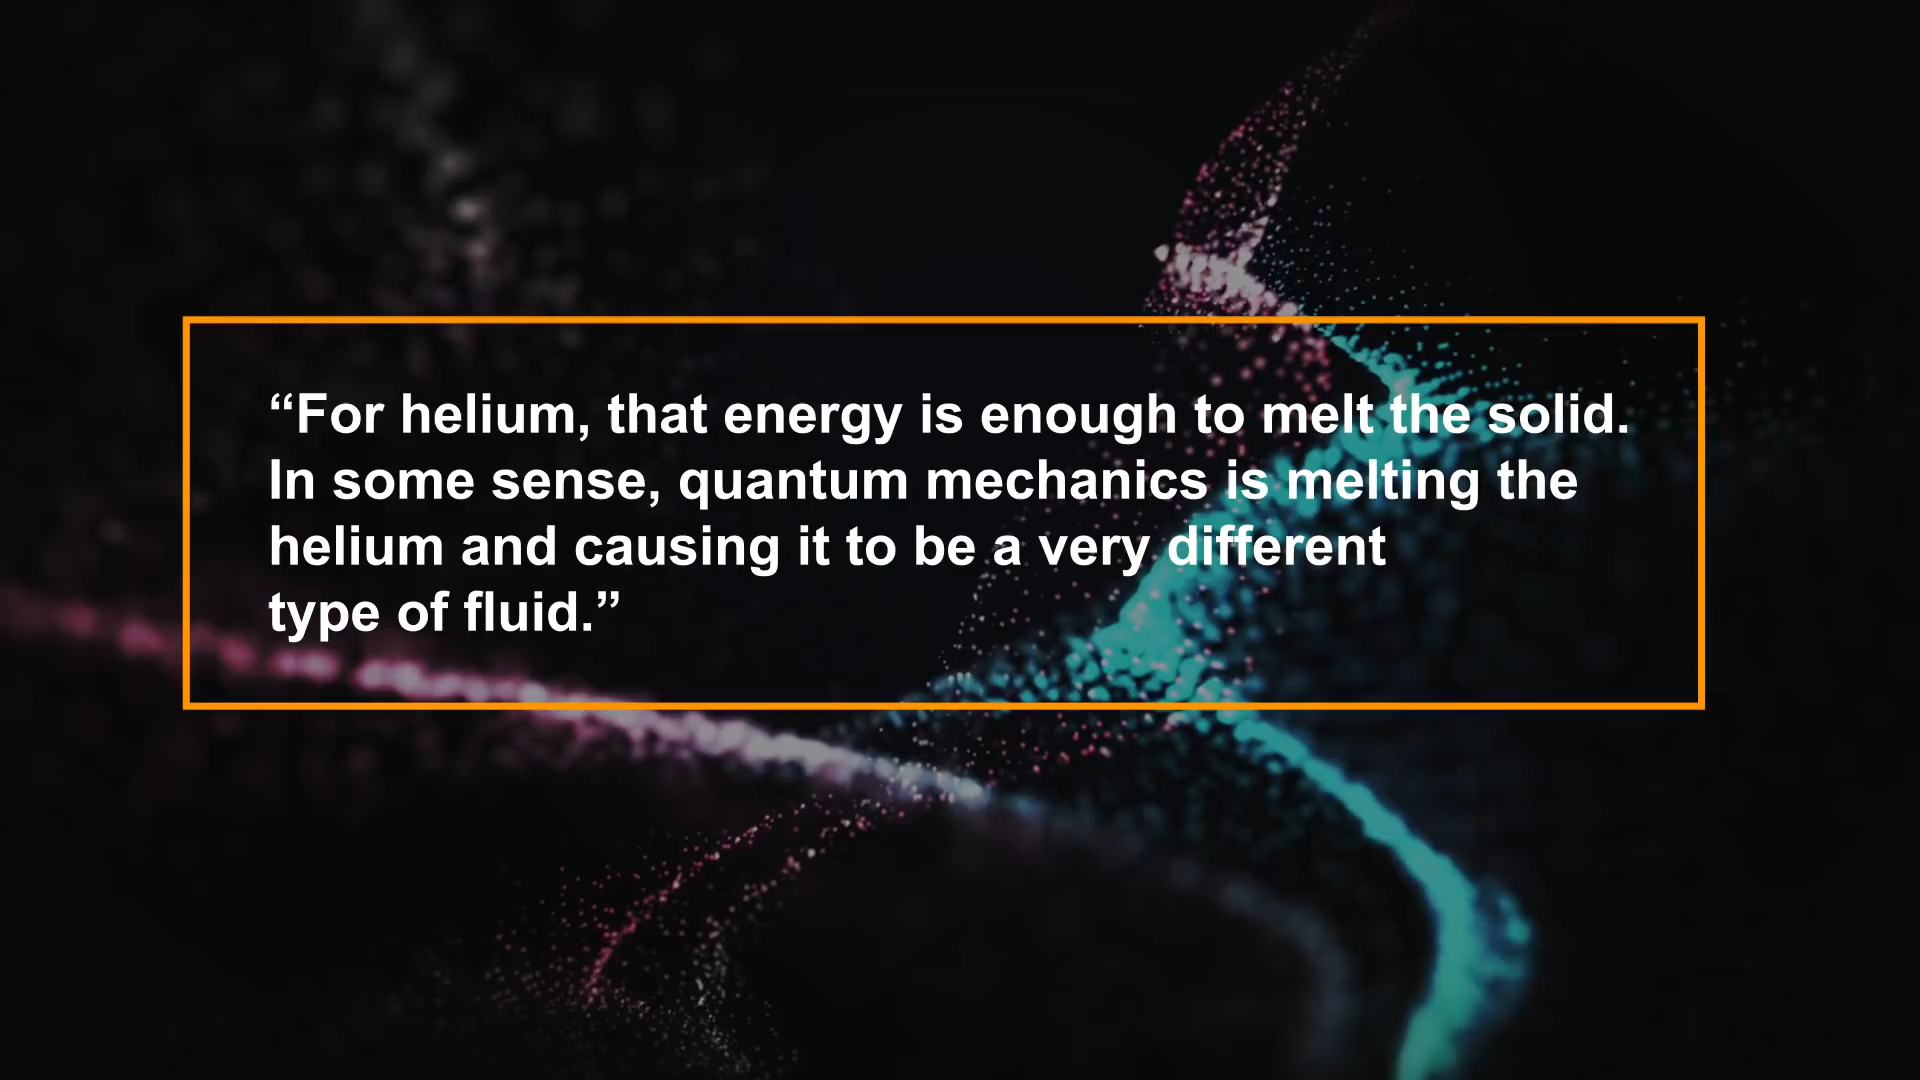 “For helium, that energy is enough to melt the solid.
In some sense, quantum mechanics is melting the
helium and causing it to be a very different
type of fluid.”